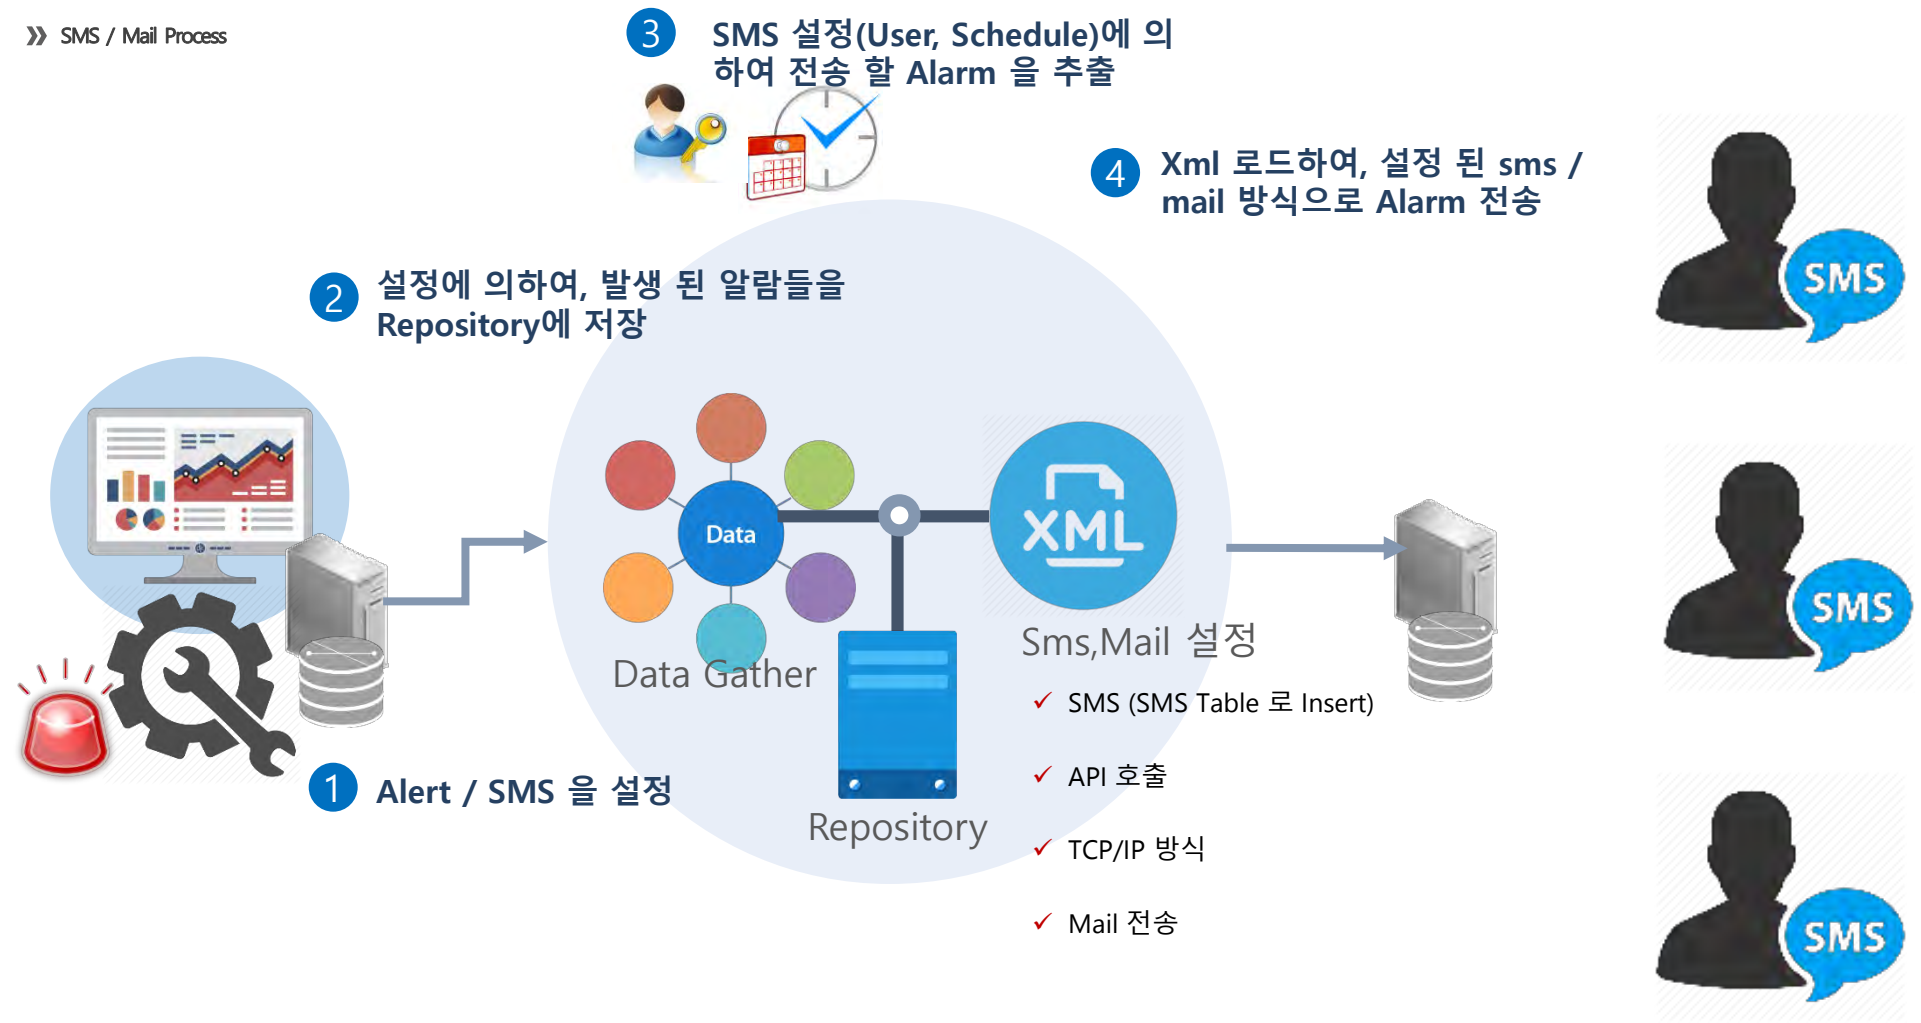 SMS / Mail Process
3
SMS 설정(User, Schedule)에 의
하여 전송 할 Alarm 을 추출
4
Xml 로드하여, 설정 된 sms /
mail 방식으로 Alarm 전송
SMS
2
설정에 의하여, 발생 된 알람들을
Repository에 저장
Data
XML
SMS
Sms,Mail 설정
Data Gather
SMS (SMS Table 로 Insert)
1
Alert / SMS 을 설정
API 호출
Repository
TCP/IP 방식
Mail 전송
SMS